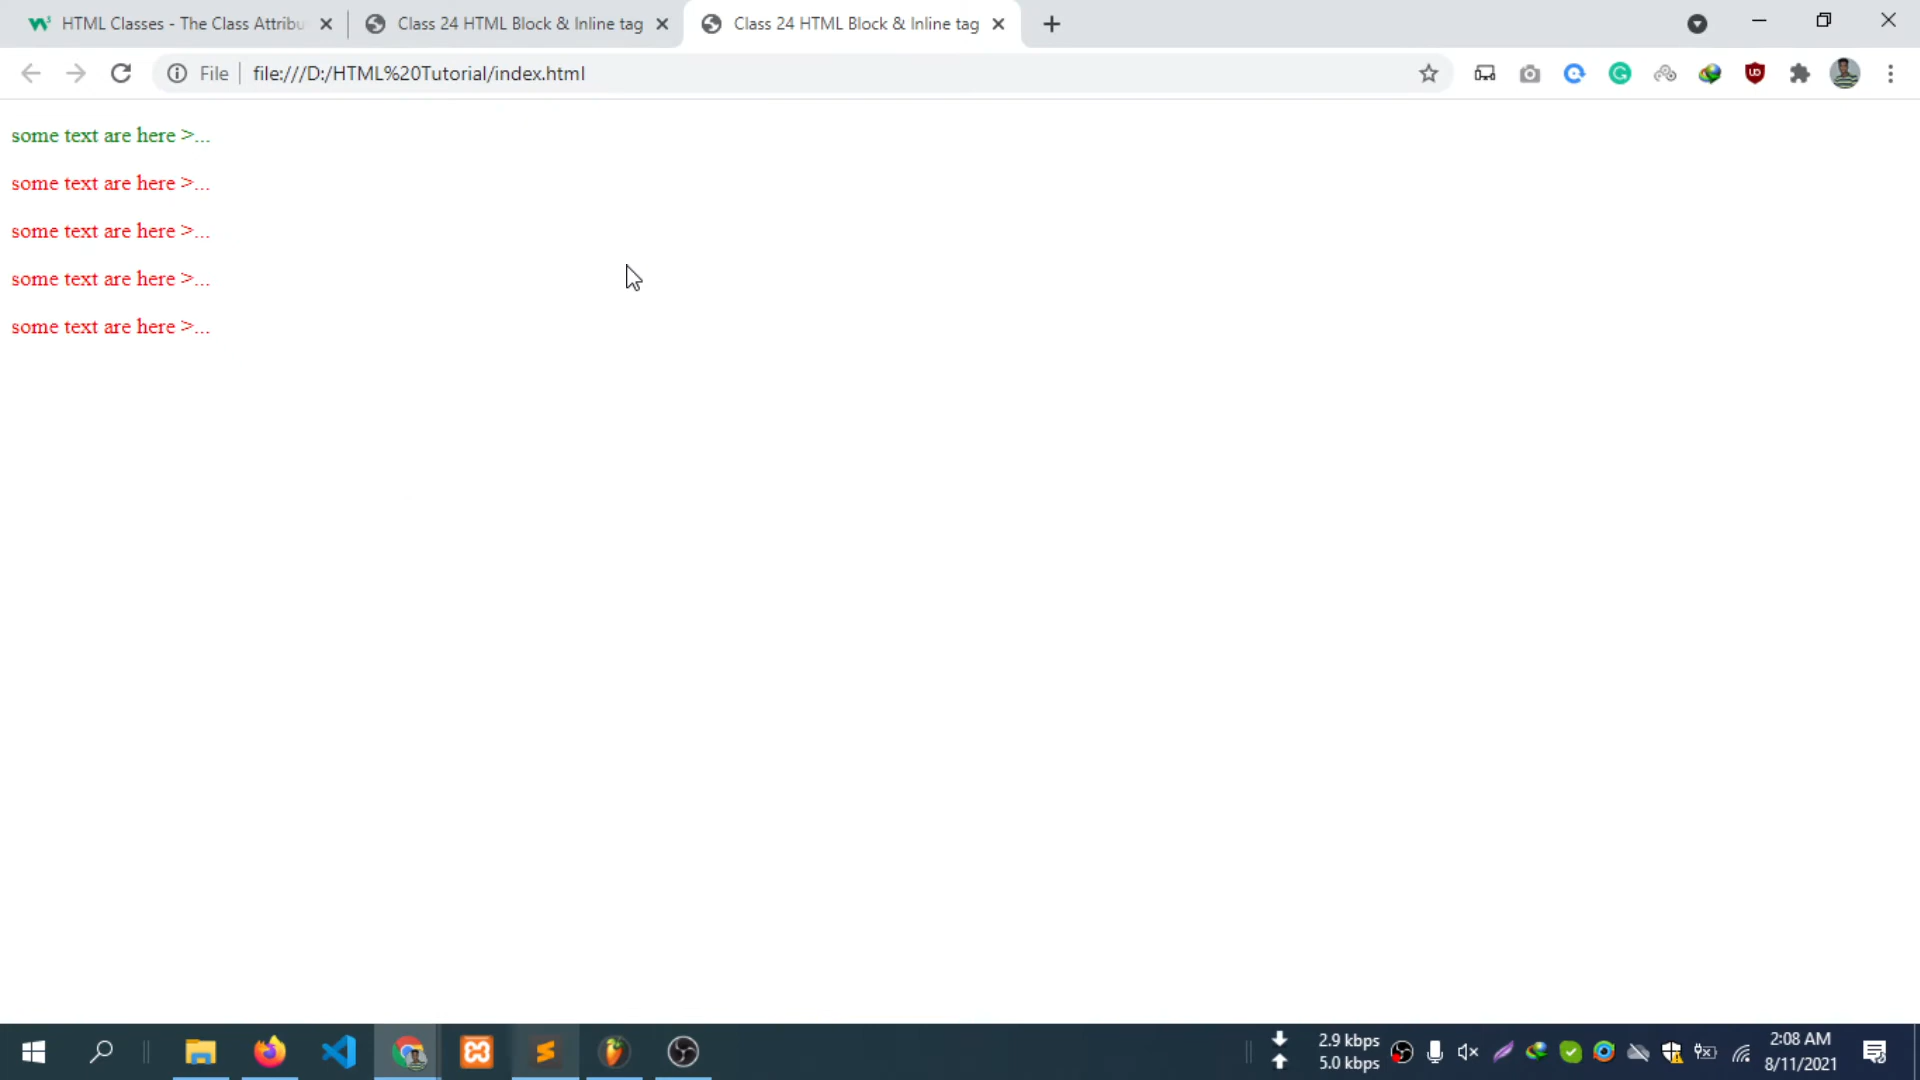 HTML Classes - The Class Attribu
Class 24 HTML Block & Inline tag
Class 24 HTML Block & Inline tag
File
file:///D:/HTML%20Tutorial/index.html
some text are here >...
some text are here >...
some text are here >...
some text are here >...
some text are here >...
2.9 kbps
5.0 kbps
2:08 AM
8/11/2021